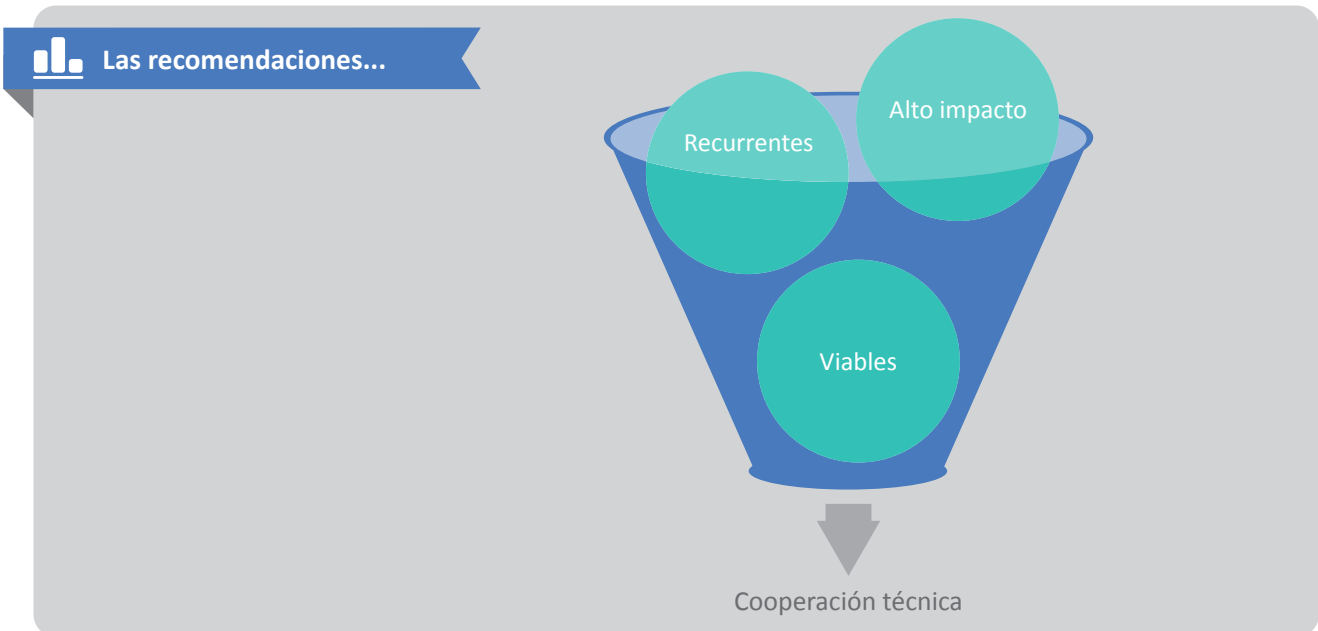 Las recomendaciones...
Alto impacto
Recurrentes
Viables
Cooperación técnica